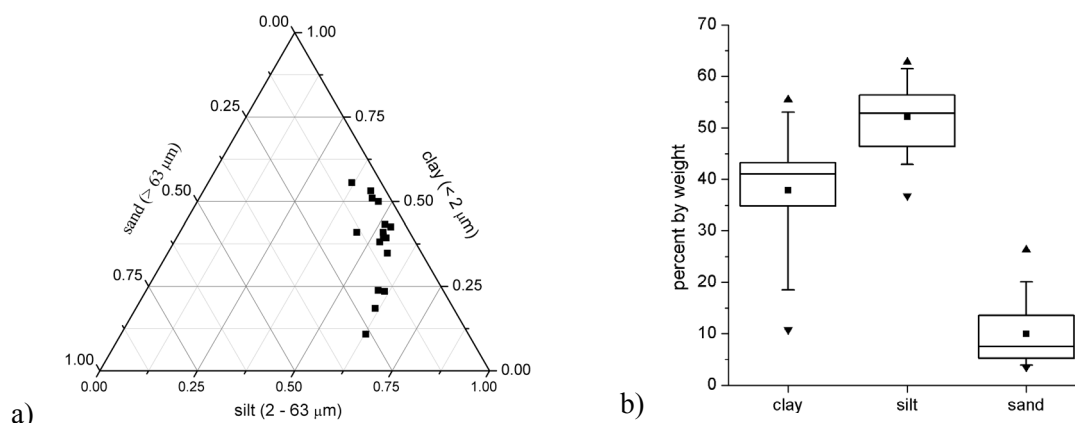 0.00
1.00
0.25
0.75
0.50
0.50
0.75
0.25
1.00
0.00
sand (> 63 µm)
clay (< 2 µm)
0.00
0.25
0.50
0.75
1.00
silt (2 - 63 µm)
a)
70
60
50
40
30
20
10
0
percent by weight
clay
silt
sand
b)